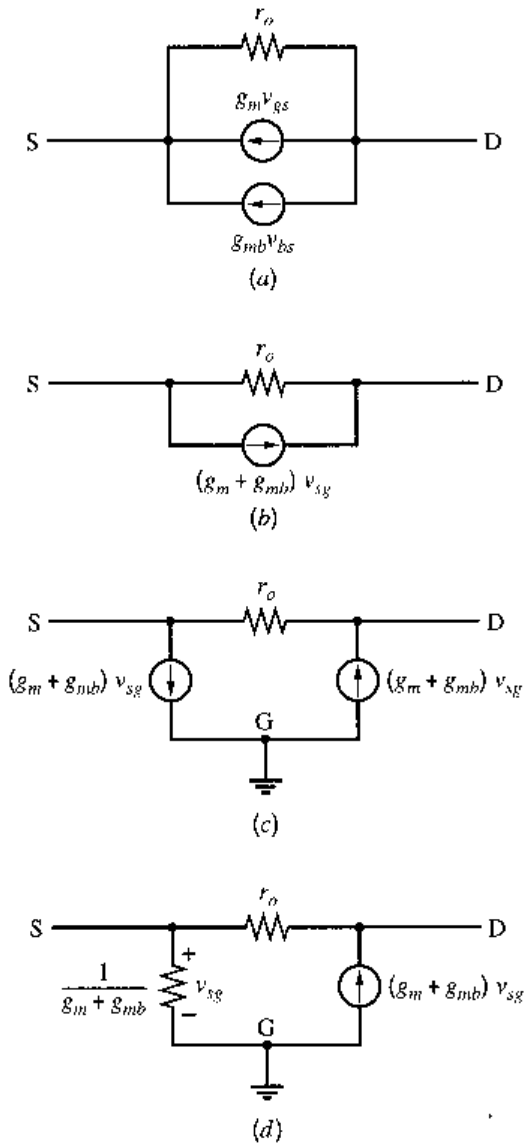 r_o
g_m v_gs
S
D
g_mb v_bs
(a)
r_o
S
D
(g_m + g_mb) v_sg
(b)
r_o
S
D
(g_m + g_mb) v_sg
(g_m + g_mb) v_sg
G
(c)
r_o
S
D
+
1
g_m + g_mb
v_sg
(g_m + g_mb) v_sg
−
G
(d)